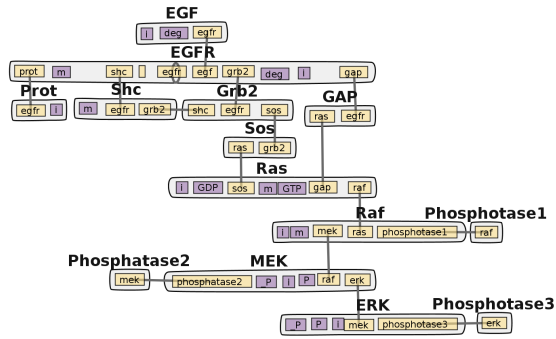 EGF
i deg egfr
EGFR
prot m shc egfr egf grb2 deg i gap
Prot Shc Grb2 GAP
egfr i m egfr grb2 shc egfr sos ras egfr
Sos
ras grb2
Ras
i GDP sos m GTP gap raf
Raf Phosphotase1
i m mek ras phosphotase1 raf
Phosphatase2 MEK
mek phosphatase2 _P i P raf erk
ERK Phosphotase3
_P P i mek phosphotase3 erk